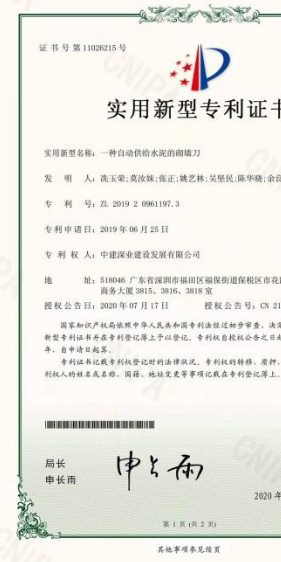 证书号第11026215号
实用新型专利证书
实用新型名称:一种自动供给水泥的砌墙刀
发 明 人:冼玉荣;莫汝妹;张正;姚艺林;吴坚民;陈华晓;余
专 利 号:ZL 2019 2 0961197.3
专利申请日:2019年06月25日
专 利 权 人:中建深业建设发展有限公司
地 址:518046 广东省深圳市福田区福保街道保税区市花
商务大厦3815、3816、3818室
授权公告日:2020年07月17日 授权公告号:CN 21
国家知识产权局依照中华人民共和国专利法经过初步审查,决
新型专利证书并在专利登记簿上予以登记。专利权自授权公告之日
年,自申请日起算。
专利证书记载专利权登记时的法律状况。专利权的转移、质押、
利权人的姓名或名称、国籍、地址变更等事项记载在专利登记簿上。
局长
申长雨
申长雨
2020年
第 1 页 (共 2 页)
其他事项参见续页